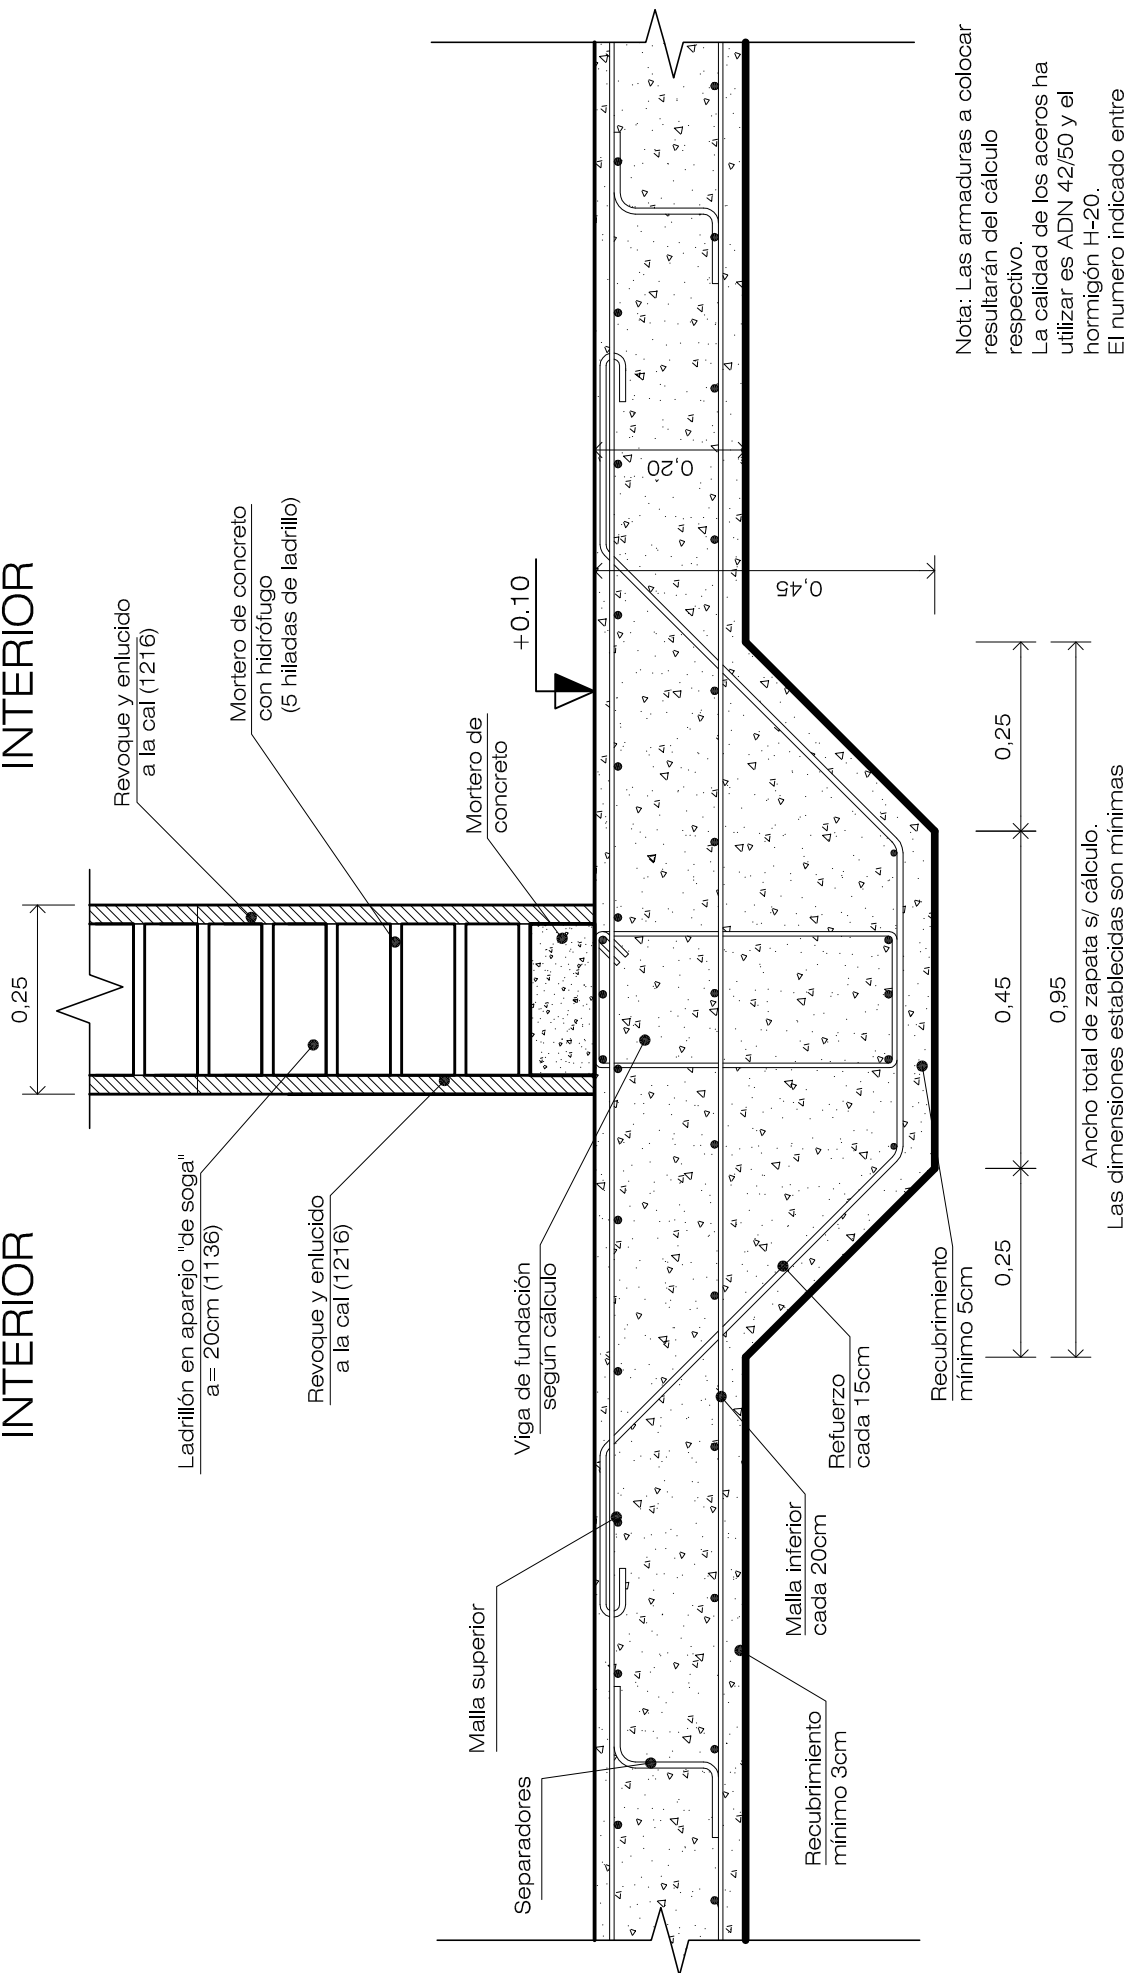 INTERIOR
INTERIOR
0,25
Ladrillón en aparejo "de soga"
a= 20cm (1136)
Revoque y enlucido
a la cal (1216)
Revoque y enlucido
a la cal (1216)
Mortero de concreto
con hidrófugo
(5 hiladas de ladrillo)
Mortero de
concreto
+0.10
Viga de fundación
según cálculo
Malla superior
Separadores
0,20
0,45
Recubrimiento
mínimo 3cm
Malla inferior
cada 20cm
Refuerzo
cada 15cm
Recubrimiento
mínimo 5cm
0,25
0,45
0,25
0,95
Ancho total de zapata s/ cálculo.
Las dimensiones establecidas son mínimas
Nota: Las armaduras a colocar
resultarán del cálculo
respectivo.
La calidad de los aceros ha
utilizar es ADN 42/50 y el
hormigón H-20.
El numero indicado entre